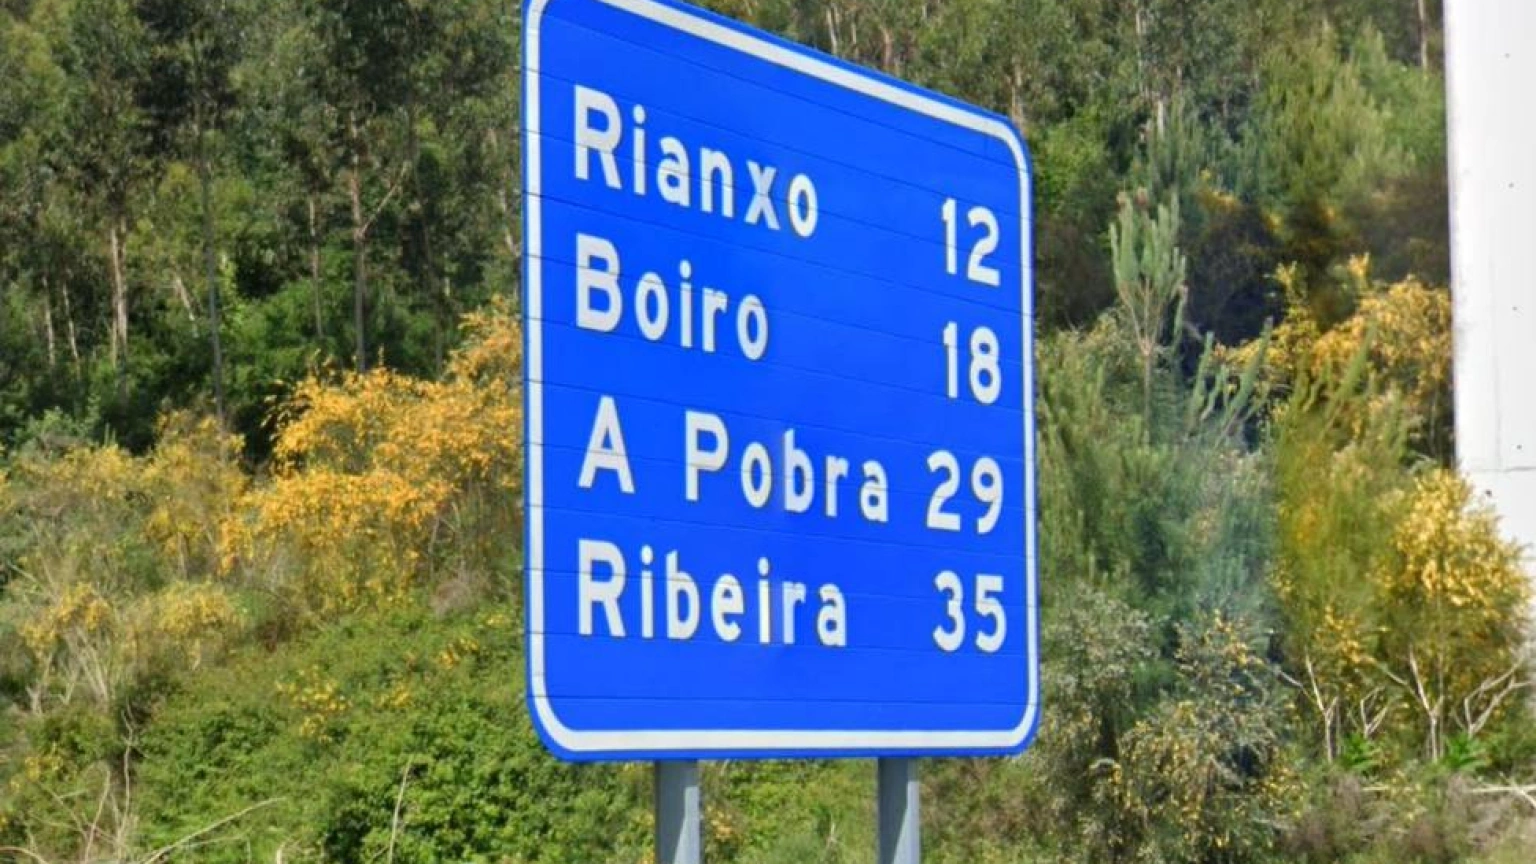 Rianxo 12
Boiro 18
A Pobra 29
Ribeira 35